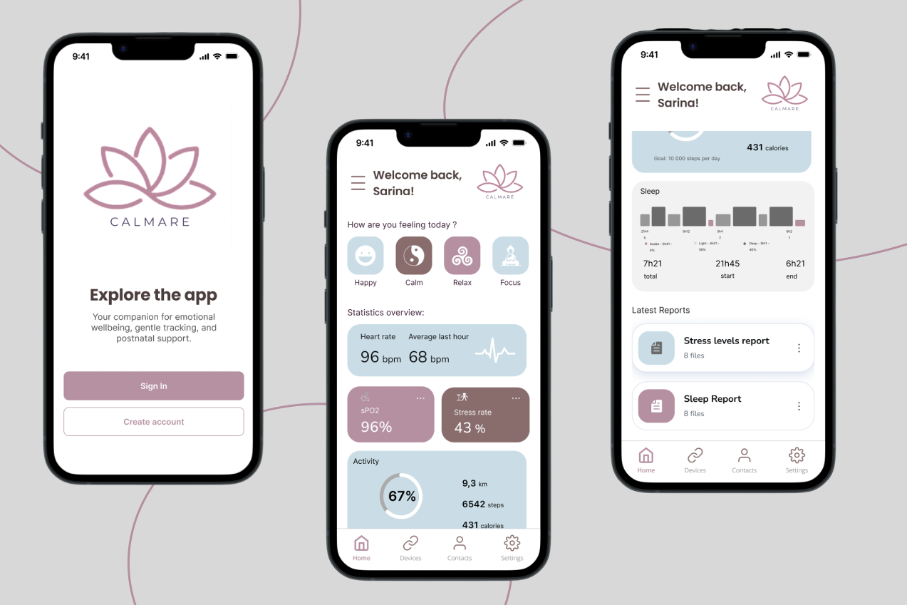 9:41
CALMARE
Explore the app
Your companion for emotional
wellbeing, gentle tracking, and
postnatal support.
Sign In
Create account
9:41
Welcome back,
Sarina!
CALMARE
How are you feeling today ?
Happy Calm Relax Focus
Statistics overview:
Heart rate Average last hour
96 bpm 68 bpm
sPO2
96%
Stress rate
43 %
Activity
67%
9,3 km
6542 steps
431 calories
Home Devices Contacts Settings
9:41
Welcome back,
Sarina!
CALMARE
431 calories
Goal: 10 000 steps per day
Sleep
7h21 21h45 6h21
total start end
Latest Reports
Stress levels report
8 files
Sleep Report
8 files
Home Devices Contacts Settings